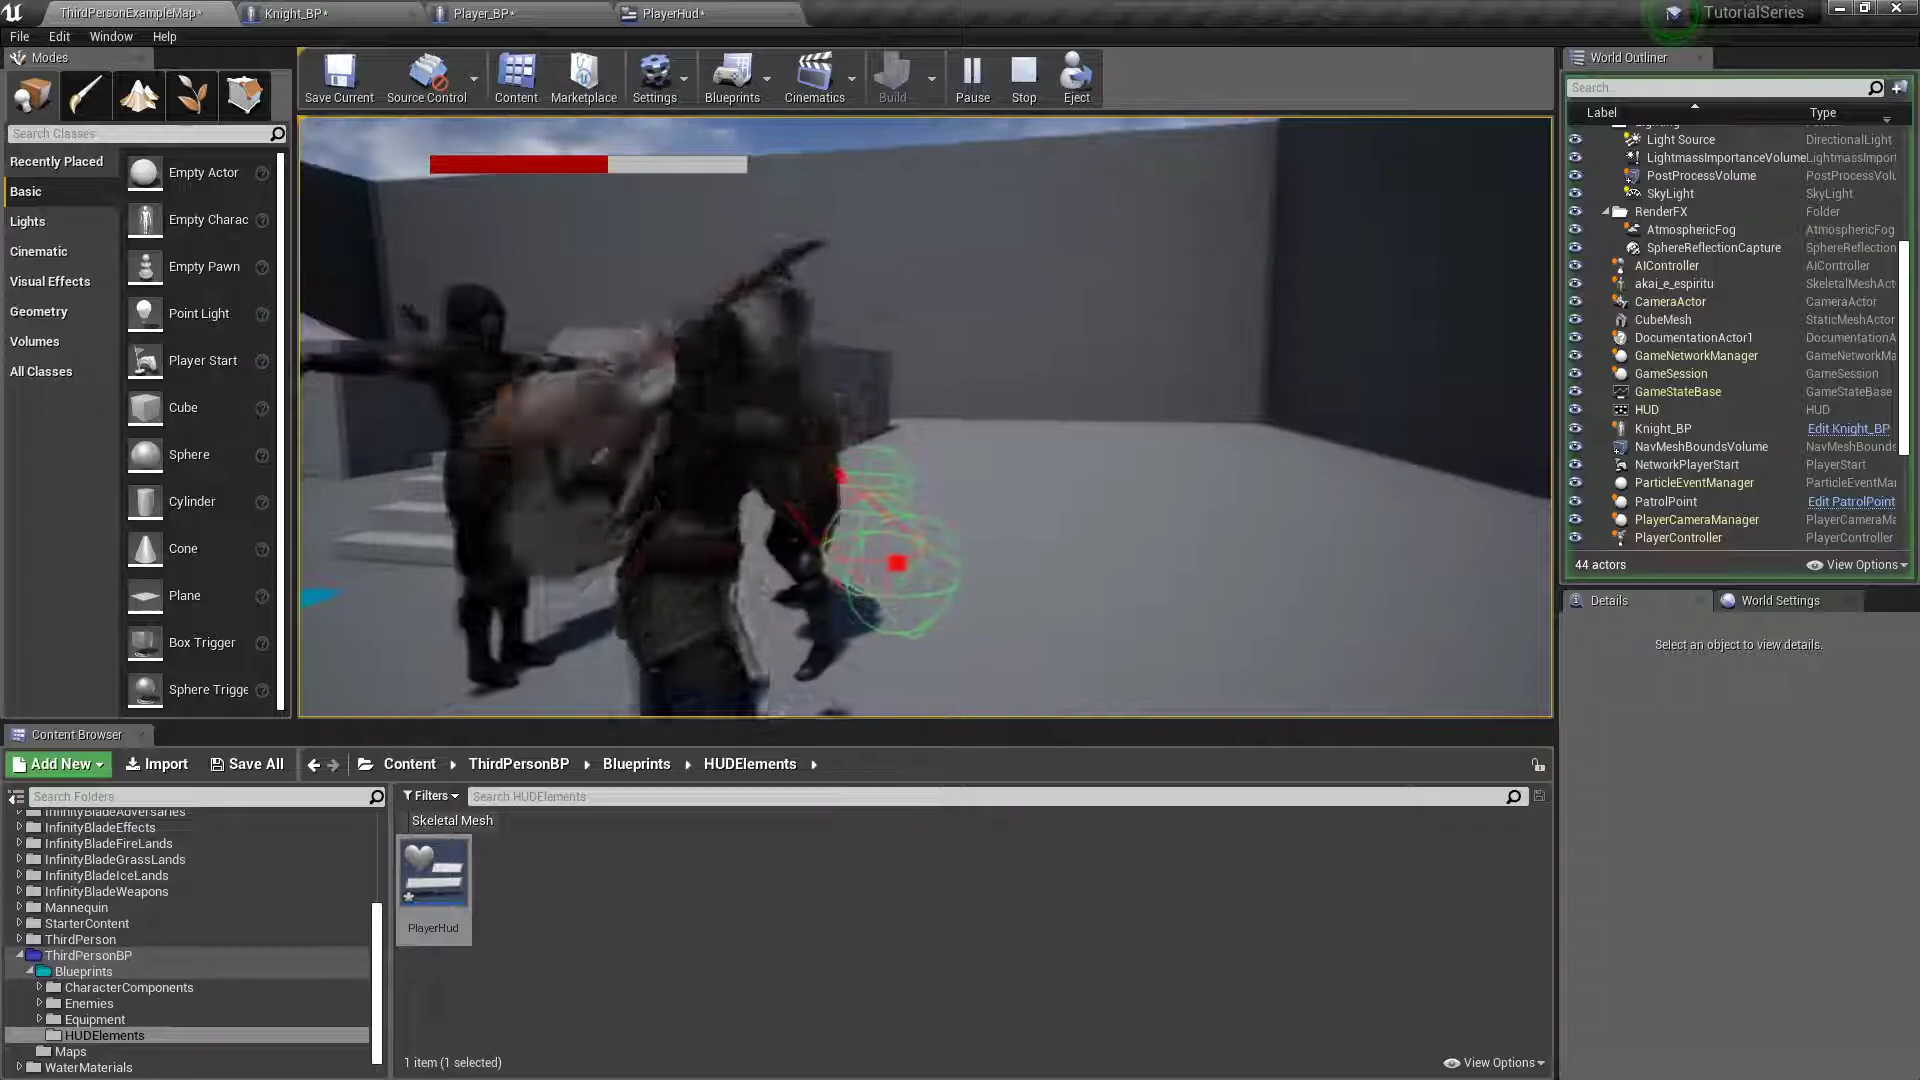 ThirdPersonExampleMap*
Knight_BP*
Player_BP*
PlayerHud*
TutorialSeries
File
Edit
Window
Help
Modes
Save Current
Source Control
Content
Marketplace
Settings
Blueprints
Cinematics
Build
Pause
Stop
Eject
Search Classes
Recently Placed
Basic
Lights
Cinematic
Visual Effects
Geometry
Volumes
All Classes
Empty Actor
Empty Charac
Empty Pawn
Point Light
Player Start
Cube
Sphere
Cylinder
Cone
Plane
Box Trigger
Sphere Trigge
World Outliner
Search...
Label
Type
Light Source DirectionalLight
LightmassImportanceVolume LightmassImpor
PostProcessVolume PostProcessVolu
SkyLight SkyLight
RenderFX Folder
AtmosphericFog AtmosphericFog
SphereReflectionCapture SphereReflection
AIController AIController
akai_e_espiritu SkeletalMeshAct
CameraActor CameraActor
CubeMesh StaticMeshActor
DocumentationActor1 DocumentationA
GameNetworkManager GameNetworkMa
GameSession GameSession
GameStateBase GameStateBase
HUD HUD
Knight_BP Edit Knight_BP
NavMeshBoundsVolume NavMeshBounds
NetworkPlayerStart PlayerStart
ParticleEventManager ParticleEventMa
PatrolPoint Edit PatrolPoint
PlayerCameraManager PlayerCameraMa
PlayerController PlayerController
44 actors
View Options
Details
World Settings
Select an object to view details.
Content Browser
Add New
Import
Save All
Content
ThirdPersonBP
Blueprints
HUDElements
Search Folders
InfinityBladeAdversaries
InfinityBladeEffects
InfinityBladeFireLands
InfinityBladeGrassLands
InfinityBladeIceLands
InfinityBladeWeapons
Mannequin
StarterContent
ThirdPerson
ThirdPersonBP
Blueprints
CharacterComponents
Enemies
Equipment
HUDElements
Maps
WaterMaterials
Filters
Search HUDElements
Skeletal Mesh
PlayerHud
1 item (1 selected)
View Options